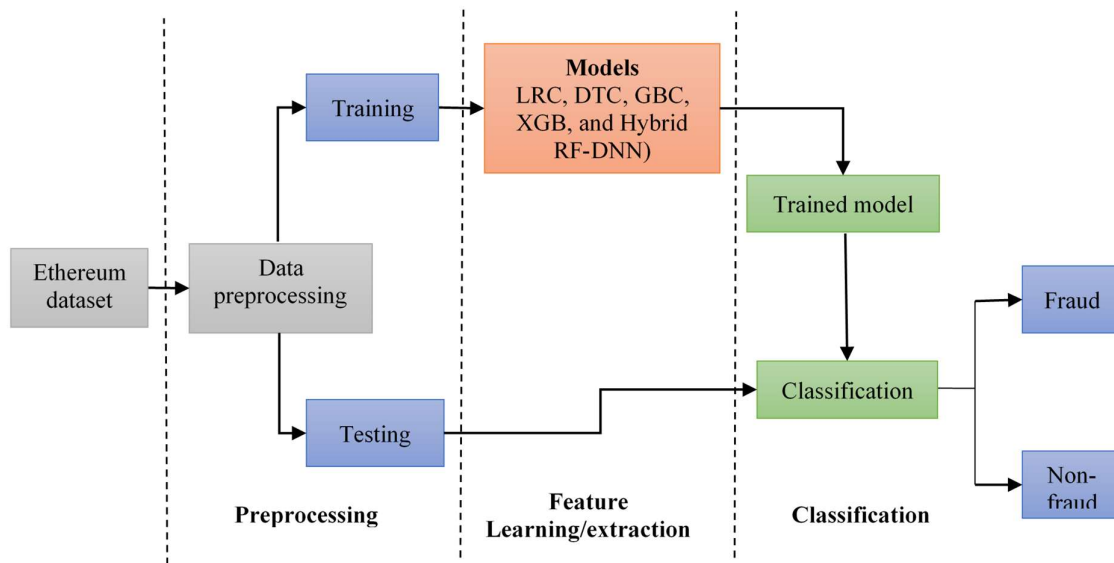 Models
LRC, DTC, GBC,
XGB, and Hybrid
RF-DNN)
Training
Trained model
Ethereum
dataset
Data
preprocessing
Fraud
Classification
Testing
Non-
fraud
Preprocessing
Feature
Learning/extraction
Classification